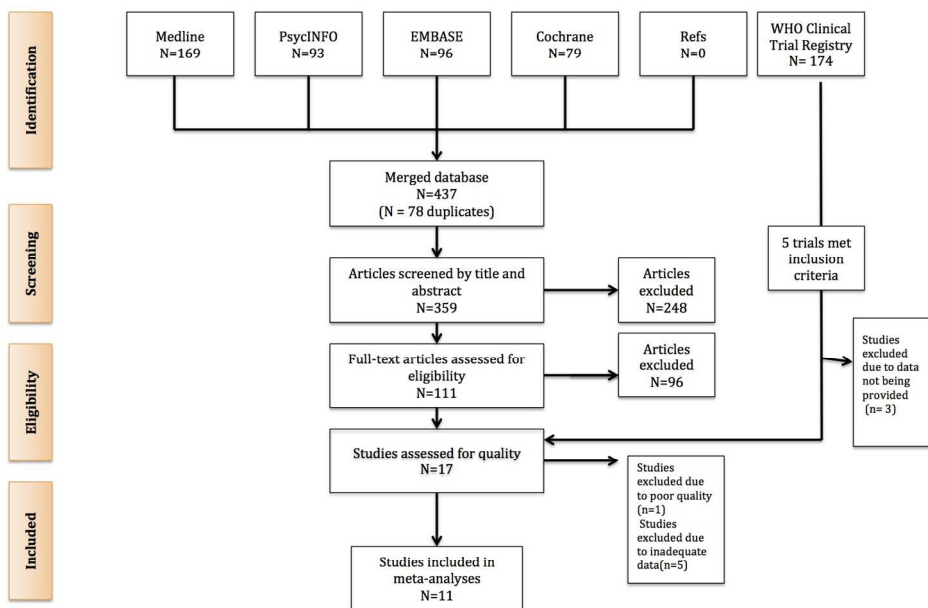 Identification
Medline
N=169
PsycINFO
N=93
EMBASE
N=96
Cochrane
N=79
Refs
N=0
WHO Clinical
Trial Registry
N= 174
Merged database
N=437
(N = 78 duplicates)
Screening
5 trials met
inclusion
criteria
Articles screened by title and
abstract
N=359
Articles
excluded
N=248
Eligibility
Full-text articles assessed for
eligibility
N=111
Articles
excluded
N=96
Studies
excluded
due to data
not being
provided
(n= 3)
Studies assessed for quality
N=17
Studies
excluded due
to poor quality
(n=1)
Studies
excluded due
to inadequate
data(n=5)
Included
Studies included in
meta-analyses
N=11